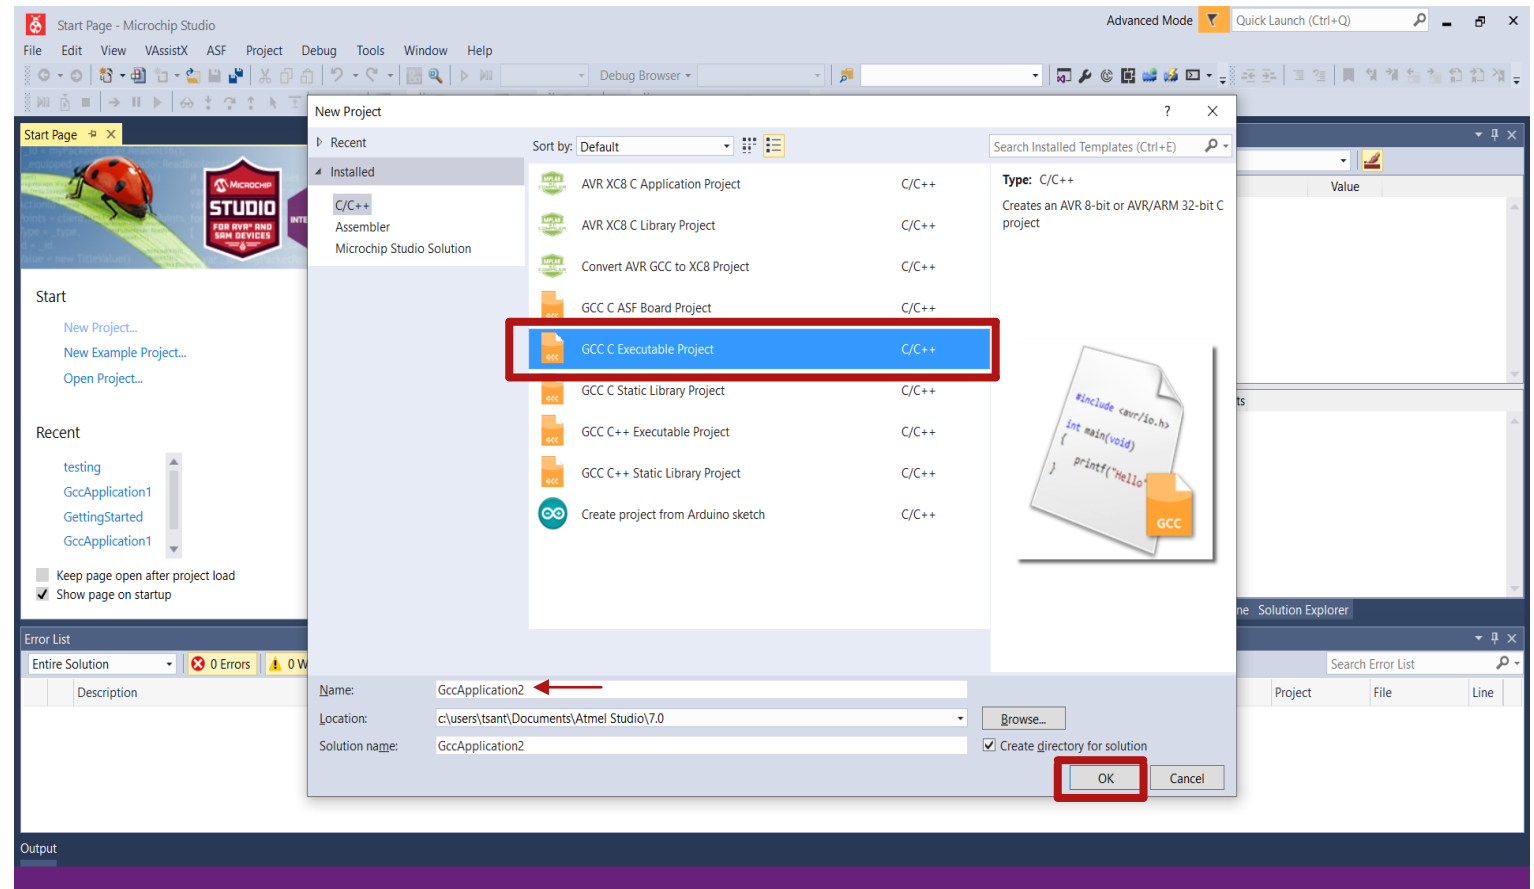 Start Page - Microchip Studio
Advanced Mode
Quick Launch (Ctrl+Q)
File Edit View VAssistX ASF Project Debug Tools Window Help
Debug Browser
New Project
?
Start Page
Recent
Installed
C/C++
Assembler
Microchip Studio Solution
Sort by: Default
Search Installed Templates (Ctrl+E)
AVR XC8 C Application Project C/C++
AVR XC8 C Library Project C/C++
Convert AVR GCC to XC8 Project C/C++
GCC C ASF Board Project C/C++
GCC C Executable Project C/C++
GCC C Static Library Project C/C++
GCC C++ Executable Project C/C++
GCC C++ Static Library Project C/C++
Create project from Arduino sketch C/C++
Type: C/C++
Creates an AVR 8-bit or AVR/ARM 32-bit C
project
#include <avr/io.h>
int main(void)
{
printf("Hello"
}
GCC
Value
MICROCHIP
STUDIO
FOR AVR® AND
SAM DEVICES
INTE
Start
New Project...
New Example Project...
Open Project...
Recent
testing
GccApplication1
GettingStarted
GccApplication1
Keep page open after project load
Show page on startup
ts
ne Solution Explorer
Error List
Entire Solution
0 Errors
0 W
Search Error List
Description
Project File Line
Name: GccApplication2
Location: c:\users\tsant\Documents\Atmel Studio\7.0
Browse...
Solution name: GccApplication2
Create directory for solution
OK Cancel
Output